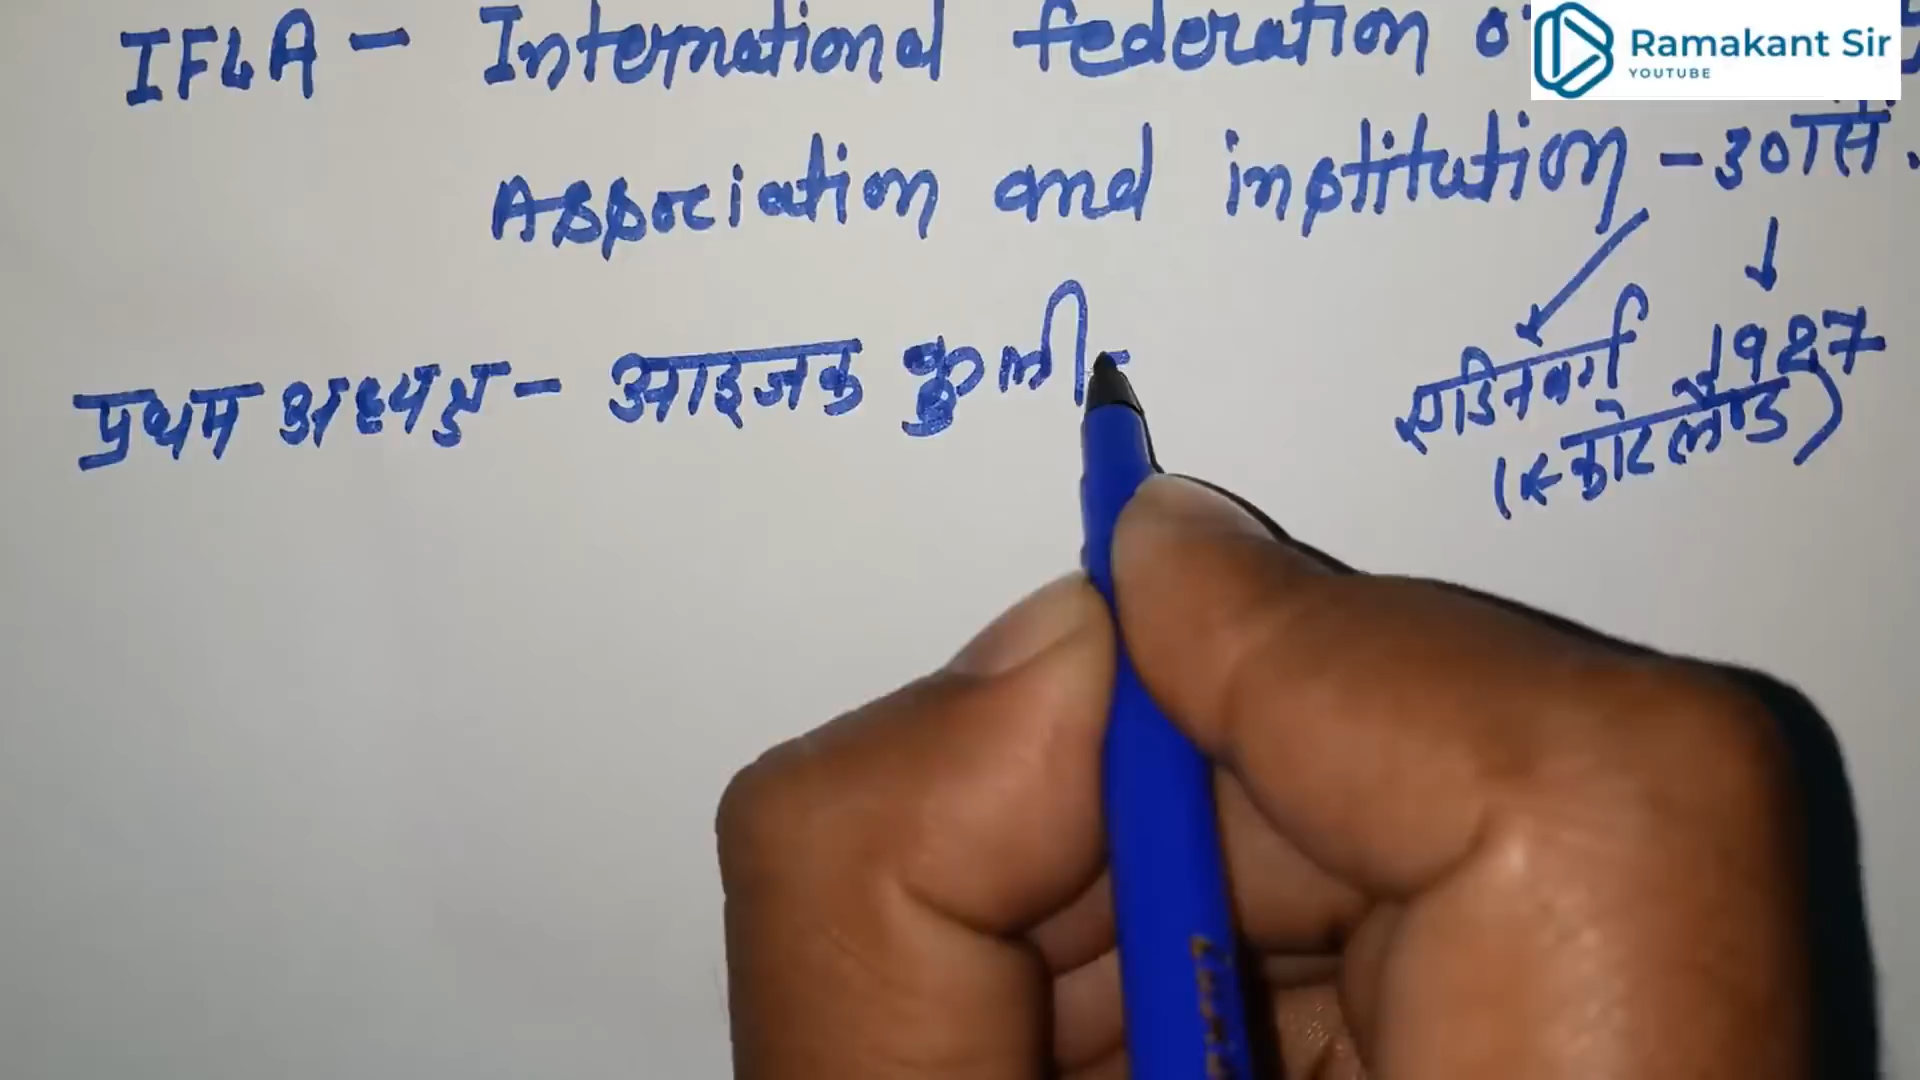 IFLA - International federation
Association and institution - 30
एडिनबर्ग 1927
(स्कोटलैण्ड)
प्रथम अध्यक्ष - आइजक कुली
Ramakant Sir
YOUTUBE